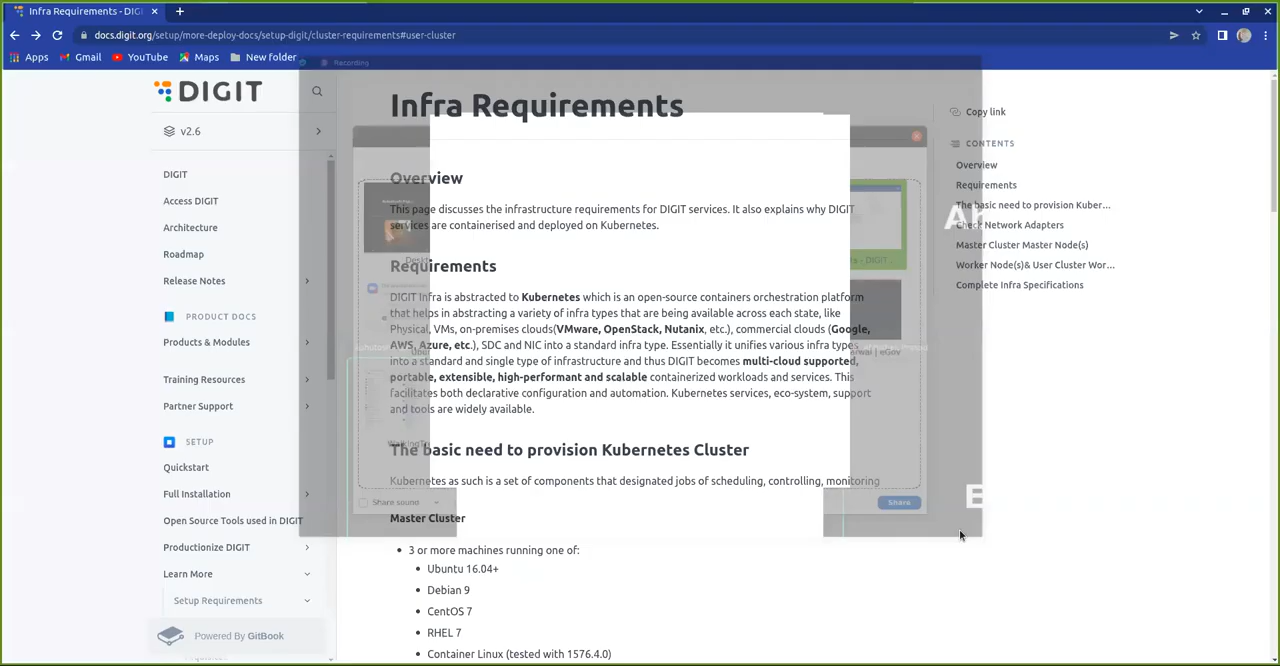 Infra Requirements - DIG
docs.digit.org/setup/more-deploy-docs/setup-digit/cluster-requirements#user-cluster
Apps
Gmail
YouTube
Maps
New folder
Recording
DIGIT
v2.6
DIGIT
Access DIGIT
Architecture
Roadmap
Release Notes
PRODUCT DOCS
Products & Modules
Training Resources
Partner Support
SETUP
Quickstart
Full Installation
Open Source Tools used in DIGIT
Productionize DIGIT
Learn More
Setup Requirements
Powered By GitBook
Infra Requirements
Overview
This page discusses the infrastructure requirements for DIGIT services. It also explains why DIGIT
services are containerised and deployed on Kubernetes.
Requirements
DIGIT Infra is abstracted to Kubernetes which is an open-source containers orchestration platform
that helps in abstracting a variety of infra types that are being available across each state, like
Physical, VMs, on-premises clouds(VMware, OpenStack, Nutanix, etc.), commercial clouds (Google,
AWS, Azure, etc.), SDC and NIC into a standard infra type. Essentially it unifies various infra types
into a standard and single type of infrastructure and thus DIGIT becomes multi-cloud supported,
portable, extensible, high-performant and scalable containerized workloads and services. This
facilitates both declarative configuration and automation. Kubernetes services, eco-system, support
and tools are widely available.
The basic need to provision Kubernetes Cluster
Kubernetes as such is a set of components that designated jobs of scheduling, controlling, monitoring
Share sound
Share
Master Cluster
3 or more machines running one of:
Ubuntu 16.04+
Debian 9
CentOS 7
RHEL 7
Container Linux (tested with 1576.4.0)
Copy link
CONTENTS
Overview
Requirements
The basic need to provision Kuber...
Check Network Adapters
Master Cluster Master Node(s)
Worker Node(s)& User Cluster Wor...
Complete Infra Specifications